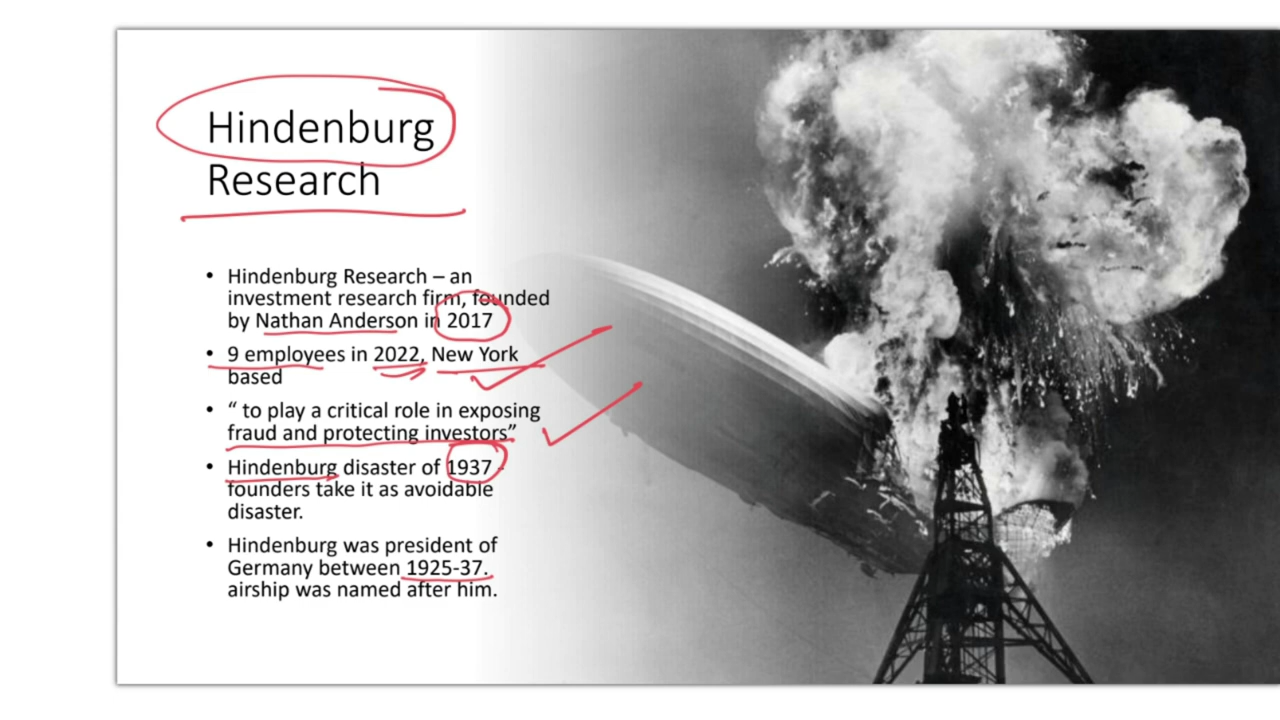 Hindenburg
Research
• Hindenburg Research – an
investment research firm, founded
by Nathan Anderson in 2017
• 9 employees in 2022, New York
based
• “ to play a critical role in exposing
fraud and protecting investors”
• Hindenburg disaster of 1937 -
founders take it as avoidable
disaster.
• Hindenburg was president of
Germany between 1925-37.
airship was named after him.